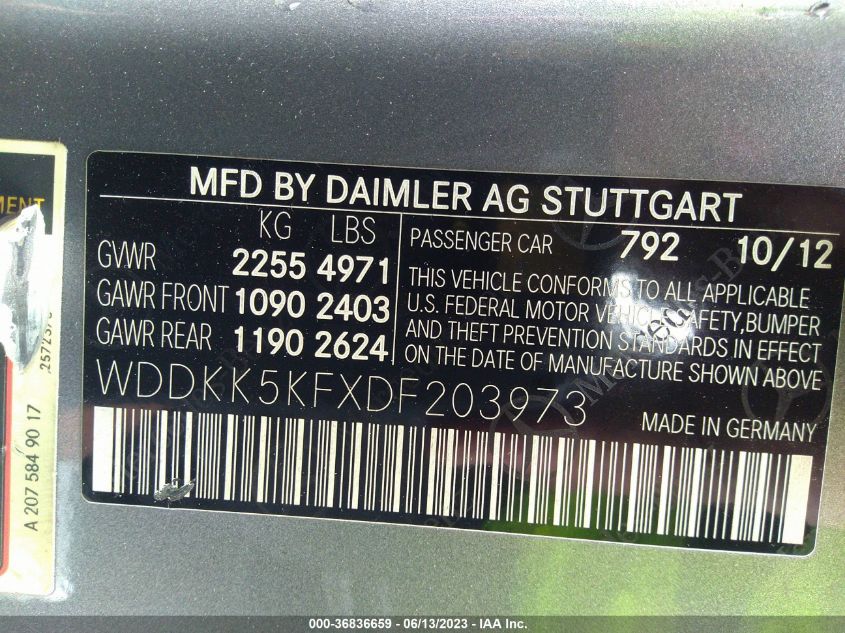 MFD BY DAIMLER AG STUTTGART
KG LBS
GVWR 2255 4971
GAWR FRONT 1090 2403
GAWR REAR 1190 2624
PASSENGER CAR 792 10/12
THIS VEHICLE CONFORMS TO ALL APPLICABLE
U.S. FEDERAL MOTOR VEHICLE SAFETY, BUMPER
AND THEFT PREVENTION STANDARDS IN EFFECT
ON THE DATE OF MANUFACTURE SHOWN ABOVE
WDDKK5KFXDF203973
MADE IN GERMANY
A 207 584 90 17
000-36836659 - 06/13/2023 - IAA Inc.